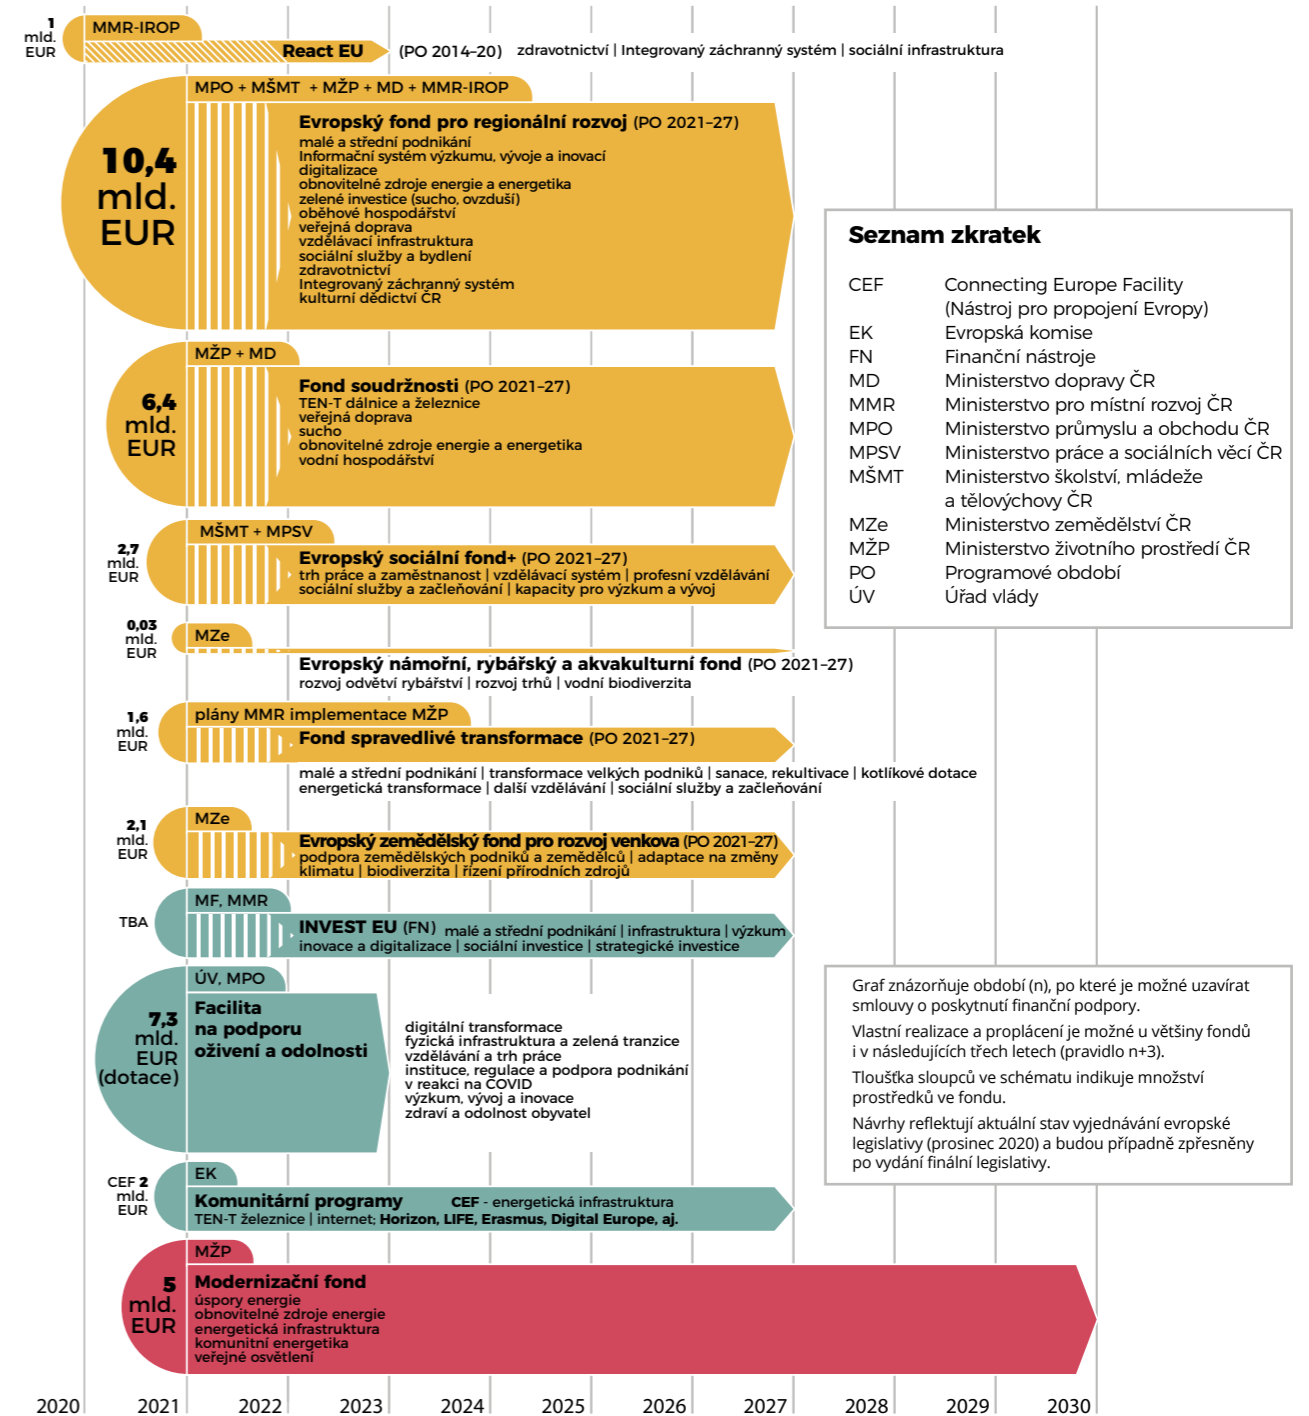 1
mld.
EUR
MMR-IROP
React EU (PO 2014–20) zdravotnictví | Integrovaný záchranný systém | sociální infrastruktura
MPO + MŠMT + MŽP + MD + MMR-IROP
10,4
mld.
EUR
Evropský fond pro regionální rozvoj (PO 2021–27)
malé a střední podnikání
Informační systém výzkumu, vývoje a inovací
digitalizace
obnovitelné zdroje energie a energetika
zelené investice (sucho, ovzduší)
oběhové hospodářství
veřejná doprava
vzdělávací infrastruktura
sociální služby a bydlení
zdravotnictví
Integrovaný záchranný systém
kulturní dědictví ČR
MŽP + MD
6,4
mld.
EUR
Fond soudržnosti (PO 2021–27)
TEN-T dálnice a železnice
veřejná doprava
sucho
obnovitelné zdroje energie a energetika
vodní hospodářství
MŠMT + MPSV
2,7
mld.
EUR
Evropský sociální fond+ (PO 2021–27)
trh práce a zaměstnanost | vzdělávací systém | profesní vzdělávání
sociální služby a začleňování | kapacity pro výzkum a vývoj
0,03
mld.
EUR
MZe
Evropský námořní, rybářský a akvakulturní fond (PO 2021–27)
rozvoj odvětví rybářství | rozvoj trhů | vodní biodiverzita
1,6
mld.
EUR
plány MMR implementace MŽP
Fond spravedlivé transformace (PO 2021–27)
malé a střední podnikání | transformace velkých podniků | sanace, rekultivace | kotlíkové dotace
energetická transformace | další vzdělávání | sociální služby a začleňování
2,1
mld.
EUR
MZe
Evropský zemědělský fond pro rozvoj venkova (PO 2021–27)
podpora zemědělských podniků a zemědělců | adaptace na změny
klimatu | biodiverzita | řízení přírodních zdrojů
TBA
MF, MMR
INVEST EU (FN) malé a střední podnikání | infrastruktura | výzkum
inovace a digitalizace | sociální investice | strategické investice
ÚV, MPO
7,3
mld.
EUR
(dotace)
Facilita
na podporu
oživení a odolnosti
digitální transformace
fyzická infrastruktura a zelená tranzice
vzdělávání a trh práce
instituce, regulace a podpora podnikání
v reakci na COVID
výzkum, vývoj a inovace
zdraví a odolnost obyvatel
CEF 2
mld.
EUR
EK
Komunitární programy CEF - energetická infrastruktura
TEN-T železnice | internet; Horizon, LIFE, Erasmus, Digital Europe, aj.
MŽP
5
mld.
EUR
Modernizační fond
úspory energie
obnovitelné zdroje energie
energetická infrastruktura
komunitní energetika
veřejné osvětlení
Seznam zkratek
CEF Connecting Europe Facility
(Nástroj pro propojení Evropy)
EK Evropská komise
FN Finanční nástroje
MD Ministerstvo dopravy ČR
MMR Ministerstvo pro místní rozvoj ČR
MPO Ministerstvo průmyslu a obchodu ČR
MPSV Ministerstvo práce a sociálních věcí ČR
MŠMT Ministerstvo školství, mládeže
a tělovýchovy ČR
MZe Ministerstvo zemědělství ČR
MŽP Ministerstvo životního prostředí ČR
PO Programové období
ÚV Úřad vlády
Graf znázorňuje období (n), po které je možné uzavírat
smlouvy o poskytnutí finanční podpory.
Vlastní realizace a proplácení je možné u většiny fondů
i v následujících třech letech (pravidlo n+3).
Tloušťka sloupců ve schématu indikuje množství
prostředků ve fondu.
Návrhy reflektují aktuální stav vyjednávání evropské
legislativy (prosinec 2020) a budou případně zpřesněny
po vydání finální legislativy.
2020 2021 2022 2023 2024 2025 2026 2027 2028 2029 2030